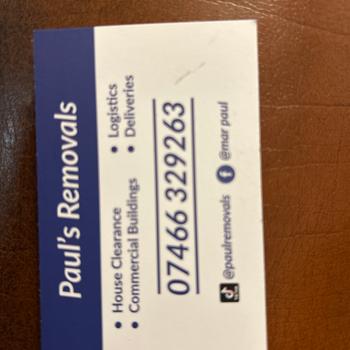 Paul's Removals
• House Clearance
• Commercial Buildings
• Logistics
• Deliveries
07466 329263
@paulremovals
@mar paul